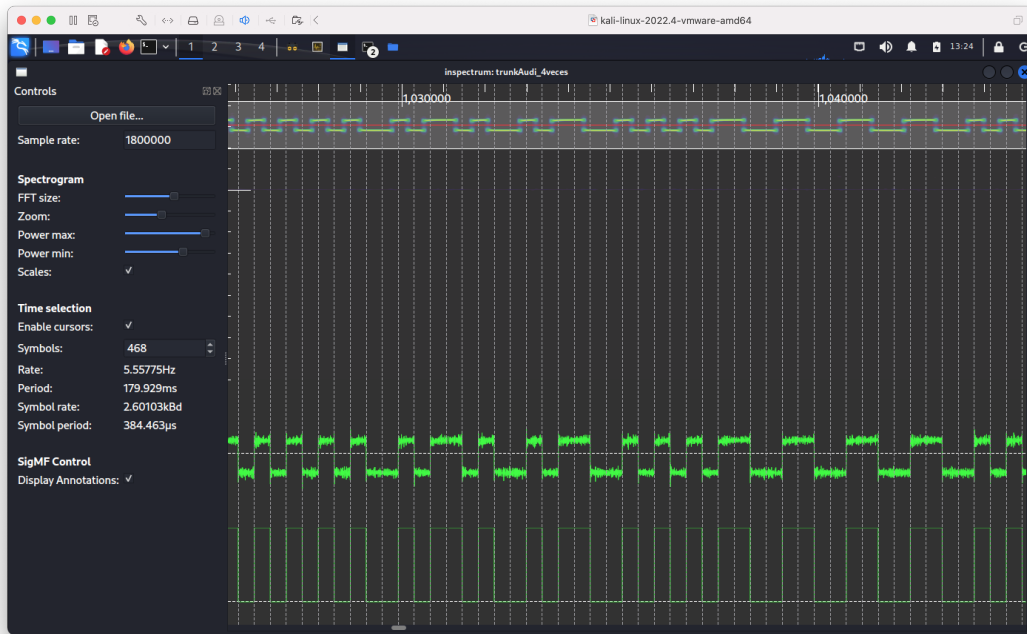 kali-linux-2022.4-vmware-amd64
1 2 3 4 2 13:24
inspectrum: trunkAudi_4veces
Controls
Open file...
Sample rate: 1800000
Spectrogram
FFT size:
Zoom:
Power max:
Power min:
Scales:
Time selection
Enable cursors:
Symbols: 468
Rate: 5.55775Hz
Period: 179.929ms
Symbol rate: 2.60103kBd
Symbol period: 384.463µs
SigMF Control
Display Annotations:
1,030000
1,040000